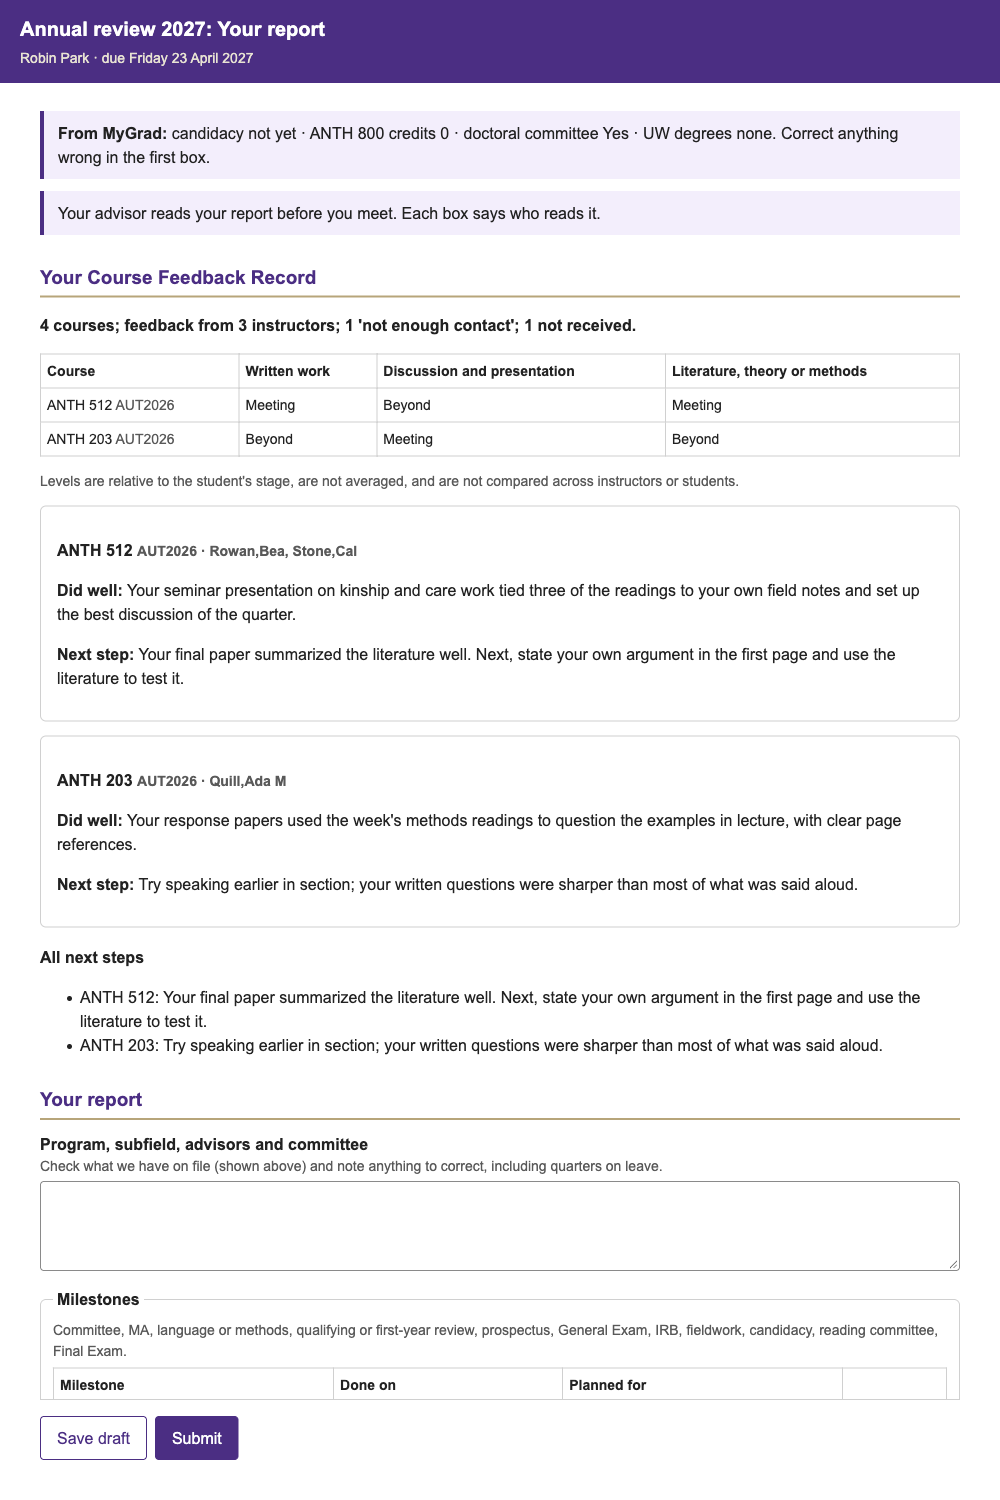 Annual review 2027: Your report
Robin Park · due Friday 23 April 2027
From MyGrad: candidacy not yet · ANTH 800 credits 0 · doctoral committee Yes · UW degrees none. Correct anything
wrong in the first box.
Your advisor reads your report before you meet. Each box says who reads it.
Your Course Feedback Record
4 courses; feedback from 3 instructors; 1 'not enough contact'; 1 not received.
Course Written work Discussion and presentation Literature, theory or methods
ANTH 512 AUT2026 Meeting Beyond Meeting
ANTH 203 AUT2026 Beyond Meeting Beyond
Levels are relative to the student's stage, are not averaged, and are not compared across instructors or students.
ANTH 512 AUT2026 · Rowan,Bea, Stone,Cal
Did well: Your seminar presentation on kinship and care work tied three of the readings to your own field notes and set up
the best discussion of the quarter.
Next step: Your final paper summarized the literature well. Next, state your own argument in the first page and use the
literature to test it.
ANTH 203 AUT2026 · Quill,Ada M
Did well: Your response papers used the week's methods readings to question the examples in lecture, with clear page
references.
Next step: Try speaking earlier in section; your written questions were sharper than most of what was said aloud.
All next steps
• ANTH 512: Your final paper summarized the literature well. Next, state your own argument in the first page and use the
literature to test it.
• ANTH 203: Try speaking earlier in section; your written questions were sharper than most of what was said aloud.
Your report
Program, subfield, advisors and committee
Check what we have on file (shown above) and note anything to correct, including quarters on leave.
Milestones
Committee, MA, language or methods, qualifying or first-year review, prospectus, General Exam, IRB, fieldwork, candidacy, reading committee,
Final Exam.
Milestone Done on Planned for
Save draft Submit